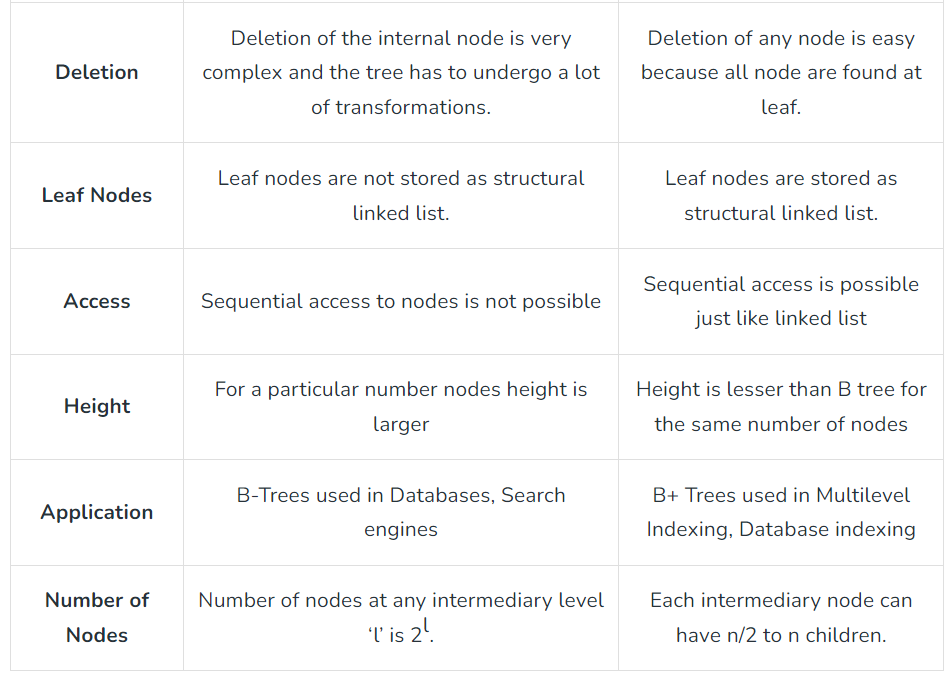 Deletion
Deletion of the internal node is very
complex and the tree has to undergo a lot
of transformations.
Deletion of any node is easy
because all node are found at
leaf.
Leaf Nodes
Leaf nodes are not stored as structural
linked list.
Leaf nodes are stored as
structural linked list.
Access
Sequential access to nodes is not possible
Sequential access is possible
just like linked list
Height
For a particular number nodes height is
larger
Height is lesser than B tree for
the same number of nodes
Application
B-Trees used in Databases, Search
engines
B+ Trees used in Multilevel
Indexing, Database indexing
Number of
Nodes
Number of nodes at any intermediary level
‘l’ is 2^l.
Each intermediary node can
have n/2 to n children.